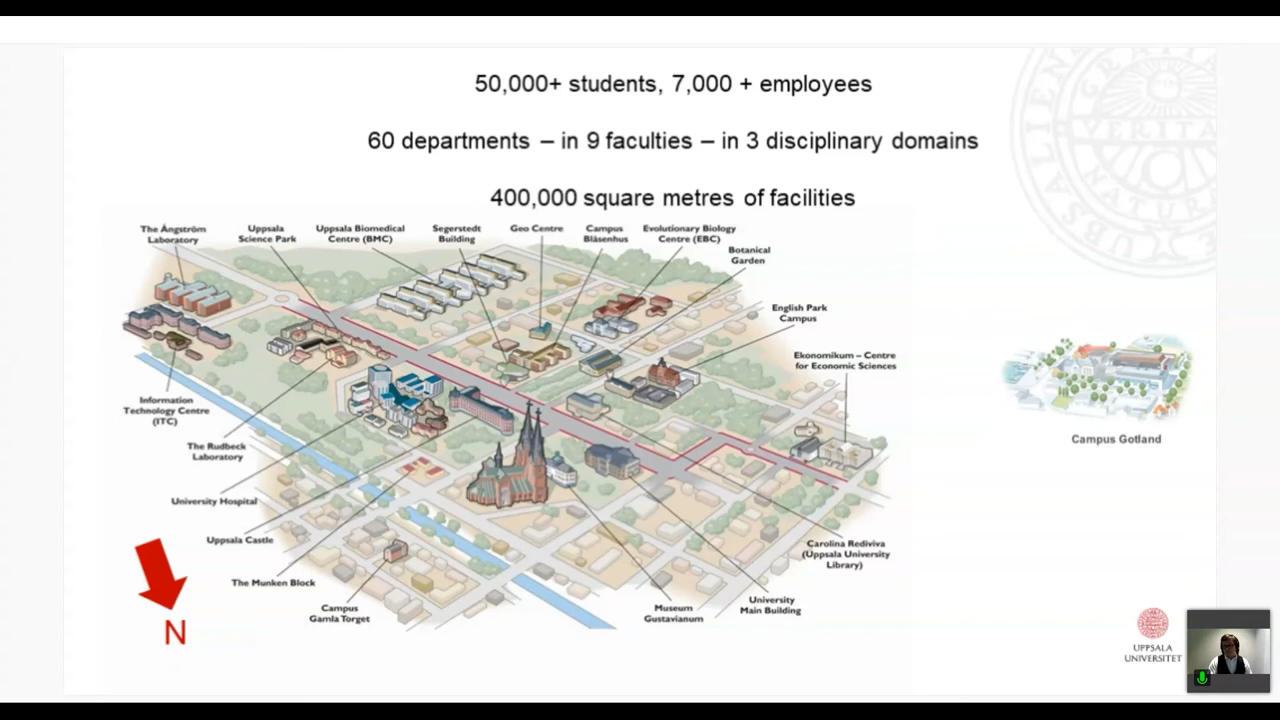 50,000+ students, 7,000 + employees
60 departments – in 9 faculties – in 3 disciplinary domains
400,000 square metres of facilities
The Ångström
Laboratory
Uppsala
Science Park
Uppsala Biomedical
Centre (BMC)
Segerstedt
Building
Geo Centre
Campus
Blåsenhus
Evolutionary Biology
Centre (EBC)
Botanical
Garden
English Park
Campus
Ekonomikum – Centre
for Economic Sciences
Information
Technology Centre
(ITC)
The Rudbeck
Laboratory
University Hospital
Uppsala Castle
The Munken Block
Campus
Gamla Torget
Museum
Gustavianum
University
Main Building
Carolina Rediviva
(Uppsala University
Library)
Campus Gotland
N
UPPSALA
UNIVERSITET